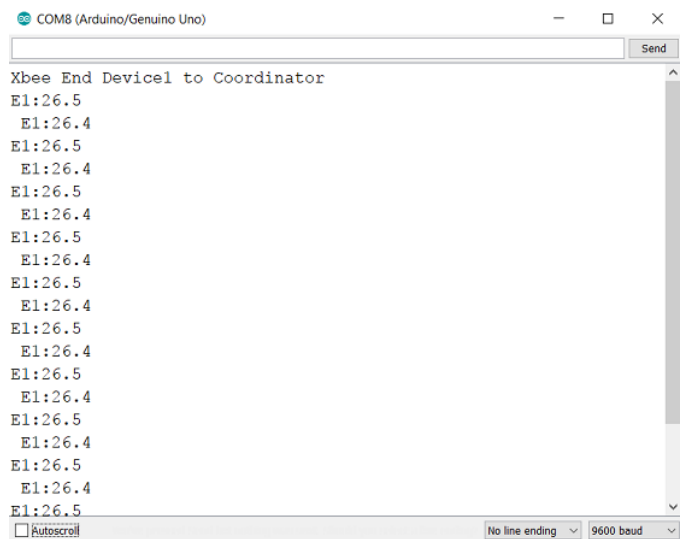 COM8 (Arduino/Genuino Uno)
Send
Xbee End Device1 to Coordinator
E1:26.5
E1:26.4
E1:26.5
E1:26.4
E1:26.5
E1:26.4
E1:26.5
E1:26.4
E1:26.5
E1:26.4
E1:26.5
E1:26.4
E1:26.5
E1:26.4
E1:26.5
E1:26.4
E1:26.5
E1:26.4
E1:26.5
Autoscroll No line ending 9600 baud